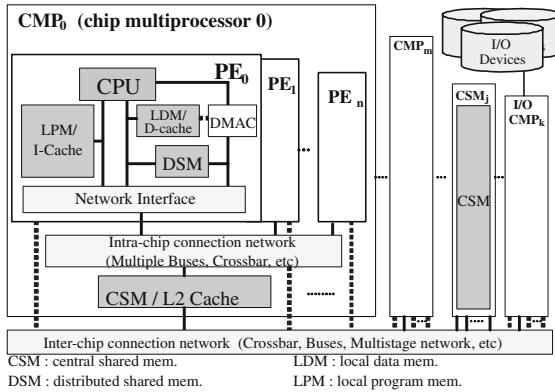 CMP0 (chip multiprocessor 0)
CMPm
I/O
Devices
PE0
PE1
PE n
CSMj
I/O
CMPk
CPU
LPM/
I-Cache
LDM/
D-cache
DMAC
DSM
CSM
Network Interface
Intra-chip connection network
(Multiple Buses, Crossbar, etc)
CSM / L2 Cache
Inter-chip connection network (Crossbar, Buses, Multistage network, etc)
CSM : central shared mem. LDM : local data mem.
DSM : distributed shared mem. LPM : local program mem.